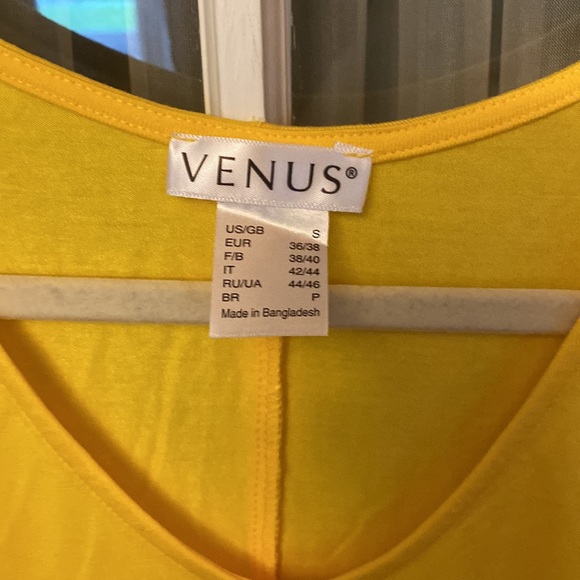 VENUS®
US/GB S
EUR 36/38
F/B 38/40
IT 42/44
RU/UA 44/46
BR P
Made in Bangladesh